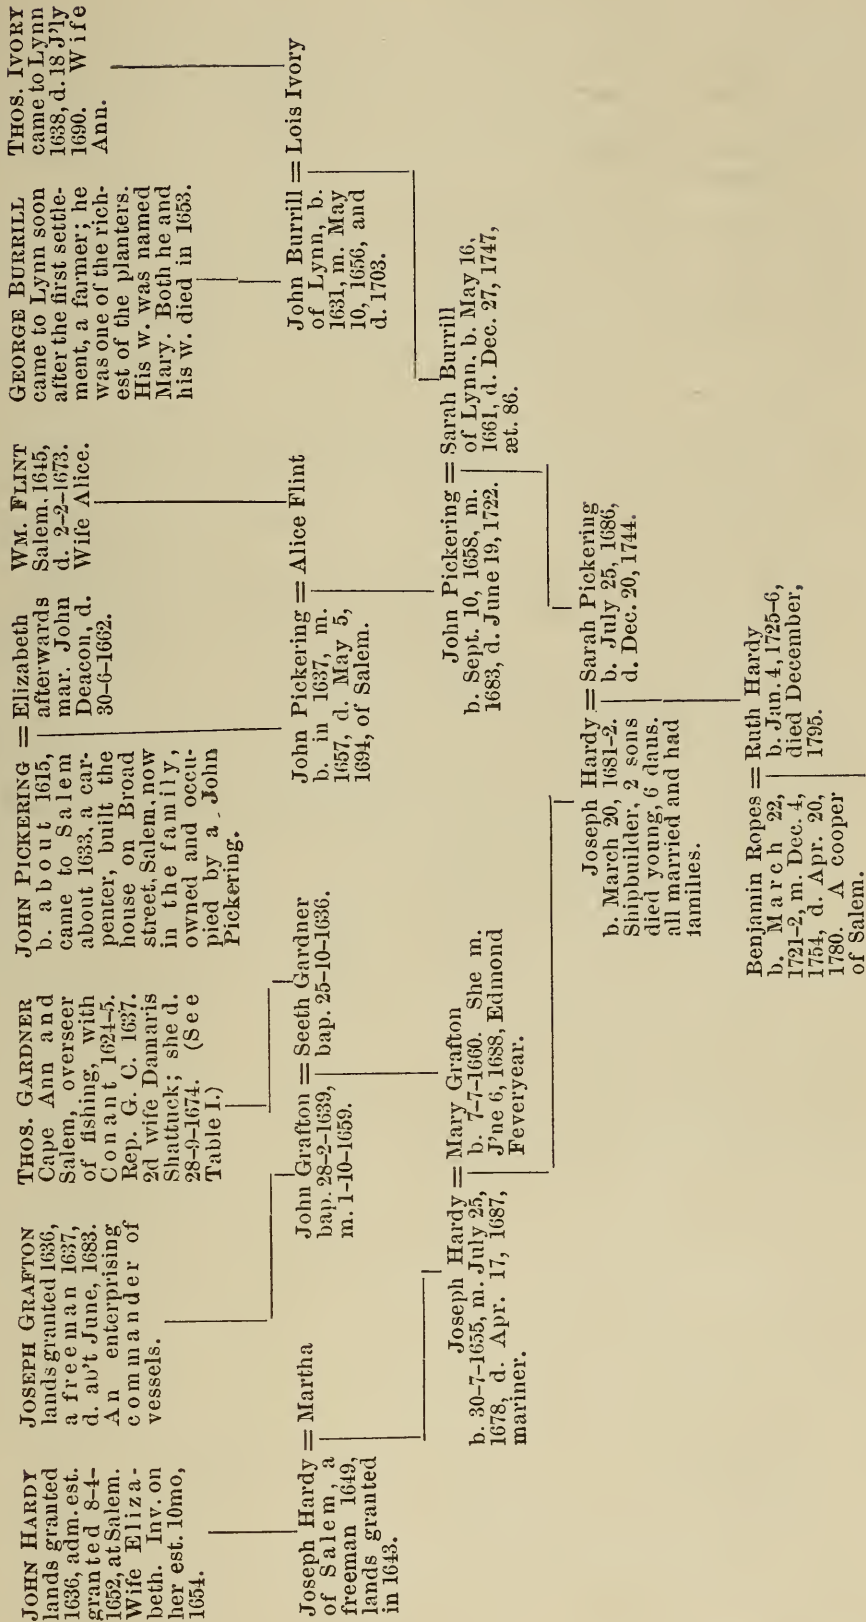 JOHN HARDY
lands granted
1636, adm. est.
granted 8-4-
1652, at Salem.
Wife Eliza-
beth. Inv. on
her est. 10mo,
1654.
JOSEPH GRAFTON
lands granted 1636,
a freeman 1637,
d. ab't June, 1683.
An enterprising
commander of
vessels.
THOS. GARDNER
Cape Ann and
Salem, overseer
of fishing, with
Conant 1624-5.
Rep. G. C. 1637.
2d wife Damaris
Shattuck; she d.
28-9-1674. (See
Table I.)
JOHN PICKERING = Elizabeth
b. about 1615,
came to Salem
about 1633, a car-
penter, built the
house on Broad
street, Salem, now
in the family,
owned and occu-
pied by a John
Pickering.
afterwards
mar. John
Deacon, d.
30-6-1662.
WM. FLINT
Salem, 1645,
d. 2-2-1673.
Wife Alice.
GEORGE BURRILL
came to Lynn soon
after the first settle-
ment, a farmer; he
was one of the rich-
est of the planters.
His w. was named
Mary. Both he and
his w. died in 1653.
THOS. IVORY
came to Lynn
1638, d. 18 J'ly
1690. Wife
Ann.
Joseph Hardy = Martha
of Salem, a
freeman 1649,
lands granted
in 1643.
John Grafton = Seeth Gardner
bap. 28-2-1639,
m. 1-10-1659.
bap. 25-10-1636.
John Pickering = Alice Flint
b. in 1637, m.
1657, d. May 5,
1694, of Salem.
John Burrill = Lois Ivory
of Lynn, b.
1631, m. May
10, 1656, and
d. 1703.
Joseph Hardy = Mary Grafton
b. 30-7-1655, m. July 25,
1678, d. Apr. 17, 1687,
mariner.
b. 7-7-1660. She m.
J'ne 6, 1688, Edmond
Feveryear.
John Pickering = Sarah Burrill
b. Sept. 10, 1658, m.
1683, d. June 19, 1722.
of Lynn, b. May 16,
1661, d. Dec. 27, 1747,
æt. 86.
Joseph Hardy = Sarah Pickering
b. March 20, 1681-2.
Shipbuilder, 2 sons
died young, 6 daus.
all married and had
families.
b. July 25, 1686,
d. Dec. 20, 1744.
Benjamin Ropes = Ruth Hardy
b. March 22,
1721-2, m. Dec. 4,
1754, d. Apr. 20,
1780. A cooper
of Salem.
b. Jan. 4, 1725-6,
died December,
1795.